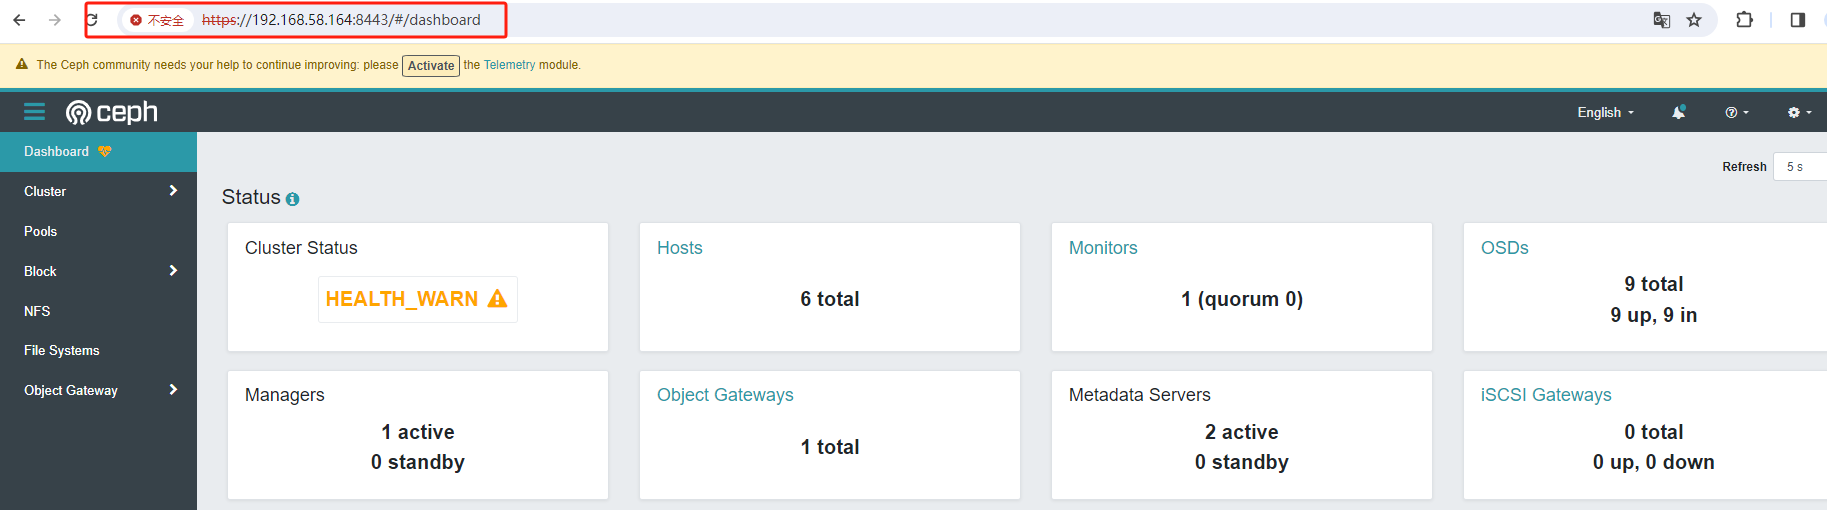 不安全 https://192.168.58.164:8443/#/dashboard
The Ceph community needs your help to continue improving: please Activate the Telemetry module.
ceph
English
Dashboard
Cluster
Pools
Block
NFS
File Systems
Object Gateway
Refresh 5 s
Status
Cluster Status
HEALTH_WARN
Hosts
6 total
Monitors
1 (quorum 0)
OSDs
9 total
9 up, 9 in
Managers
1 active
0 standby
Object Gateways
1 total
Metadata Servers
2 active
0 standby
iSCSI Gateways
0 total
0 up, 0 down